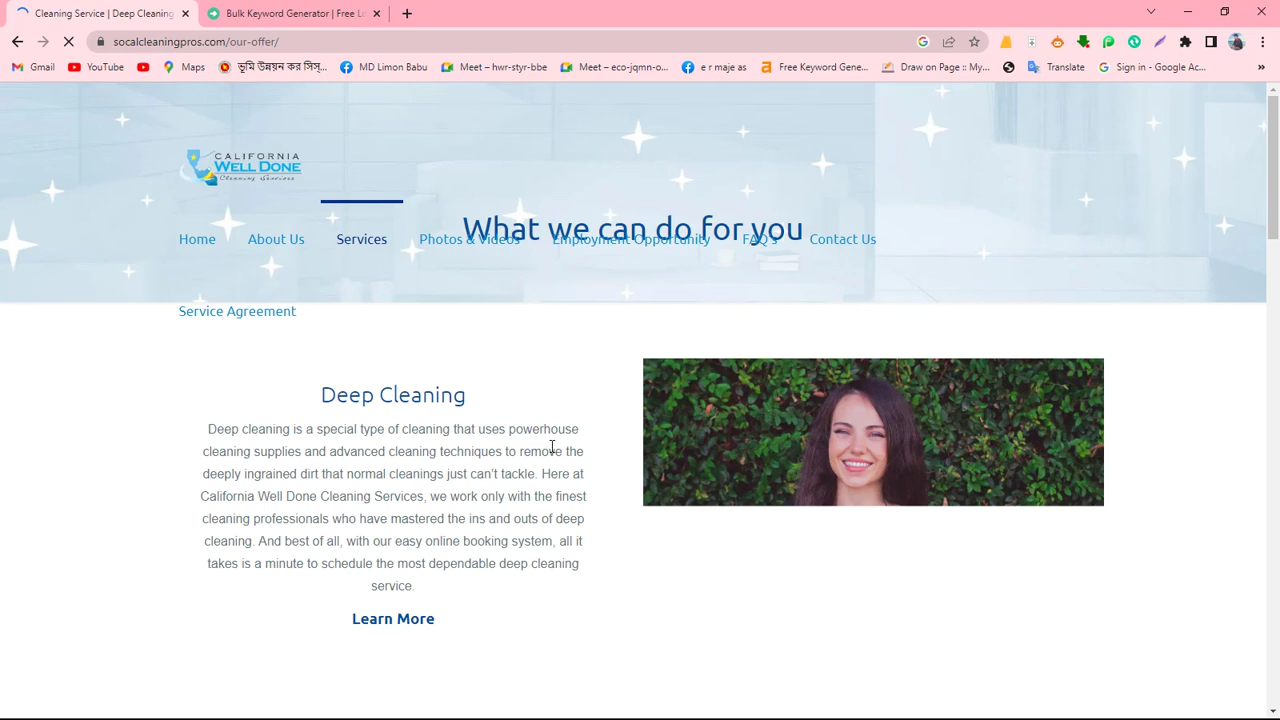 Cleaning Service | Deep Cleaning
Bulk Keyword Generator | Free Lo
socalcleaningpros.com/our-offer/
Gmail
YouTube
Maps
ভূমি উন্নয়ন কর সিস্...
MD Limon Babu
Meet – hwr-styr-bbe
Meet – eco-jqmn-o...
e r maje as
Free Keyword Gene...
Draw on Page :: My...
Translate
Sign in - Google Ac...
CALIFORNIA
WELL DONE
Cleaning Services
What we can do for you
Home
About Us
Services
Photos & Videos
Employment Opportunity
FAQ's
Contact Us
Service Agreement
Deep Cleaning
Deep cleaning is a special type of cleaning that uses powerhouse
cleaning supplies and advanced cleaning techniques to remove the
deeply ingrained dirt that normal cleanings just can't tackle. Here at
California Well Done Cleaning Services, we work only with the finest
cleaning professionals who have mastered the ins and outs of deep
cleaning. And best of all, with our easy online booking system, all it
takes is a minute to schedule the most dependable deep cleaning
service.
Learn More